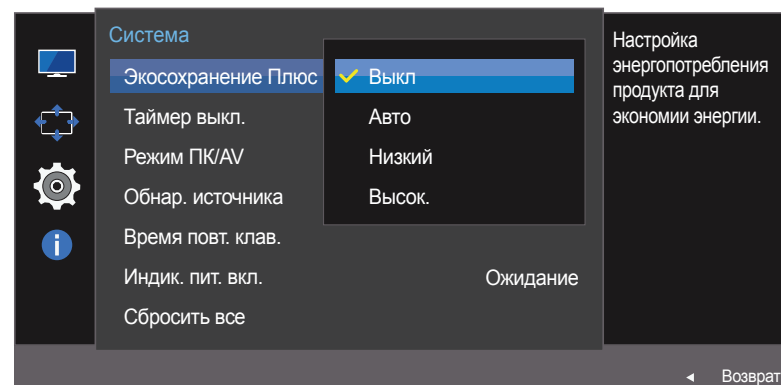 Система
Экосохранение Плюс
Выкл
Таймер выкл.
Авто
Режим ПК/AV
Низкий
Обнар. источника
Высок.
Время повт. клав.
Индик. пит. вкл.
Ожидание
Сбросить все
Настройка
энергопотребления
продукта для
экономии энергии.
Возврат